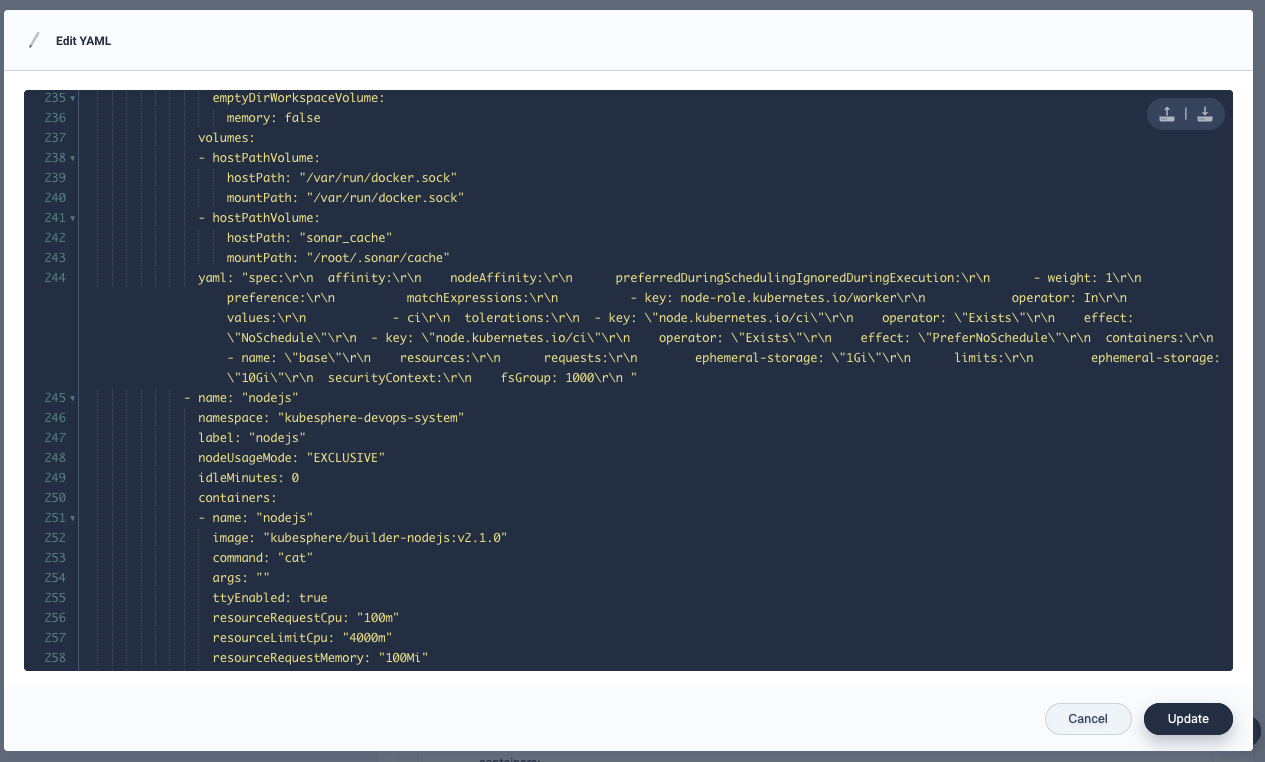 Edit YAML
235 emptyDirWorkspaceVolume:
236 memory: false
237 volumes:
238 - hostPathVolume:
239 hostPath: "/var/run/docker.sock"
240 mountPath: "/var/run/docker.sock"
241 - hostPathVolume:
242 hostPath: "sonar_cache"
243 mountPath: "/root/.sonar/cache"
244 yaml: "spec:\r\n  affinity:\r\n    nodeAffinity:\r\n      preferredDuringSchedulingIgnoredDuringExecution:\r\n      - weight: 1\r\n
preference:\r\n          matchExpressions:\r\n          - key: node-role.kubernetes.io/worker\r\n            operator: In\r\n
values:\r\n            - ci\r\n  tolerations:\r\n  - key: \"node.kubernetes.io/ci\"\r\n    operator: \"Exists\"\r\n    effect:
\"NoSchedule\"\r\n  - key: \"node.kubernetes.io/ci\"\r\n    operator: \"Exists\"\r\n    effect: \"PreferNoSchedule\"\r\n  containers:\r\n
- name: \"base\"\r\n    resources:\r\n      requests:\r\n        ephemeral-storage: \"1Gi\"\r\n      limits:\r\n        ephemeral-storage:
\"10Gi\"\r\n  securityContext:\r\n    fsGroup: 1000\r\n "
245 - name: "nodejs"
246 namespace: "kubesphere-devops-system"
247 label: "nodejs"
248 nodeUsageMode: "EXCLUSIVE"
249 idleMinutes: 0
250 containers:
251 - name: "nodejs"
252 image: "kubesphere/builder-nodejs:v2.1.0"
253 command: "cat"
254 args: ""
255 ttyEnabled: true
256 resourceRequestCpu: "100m"
257 resourceLimitCpu: "4000m"
258 resourceRequestMemory: "100Mi"
Cancel
Update